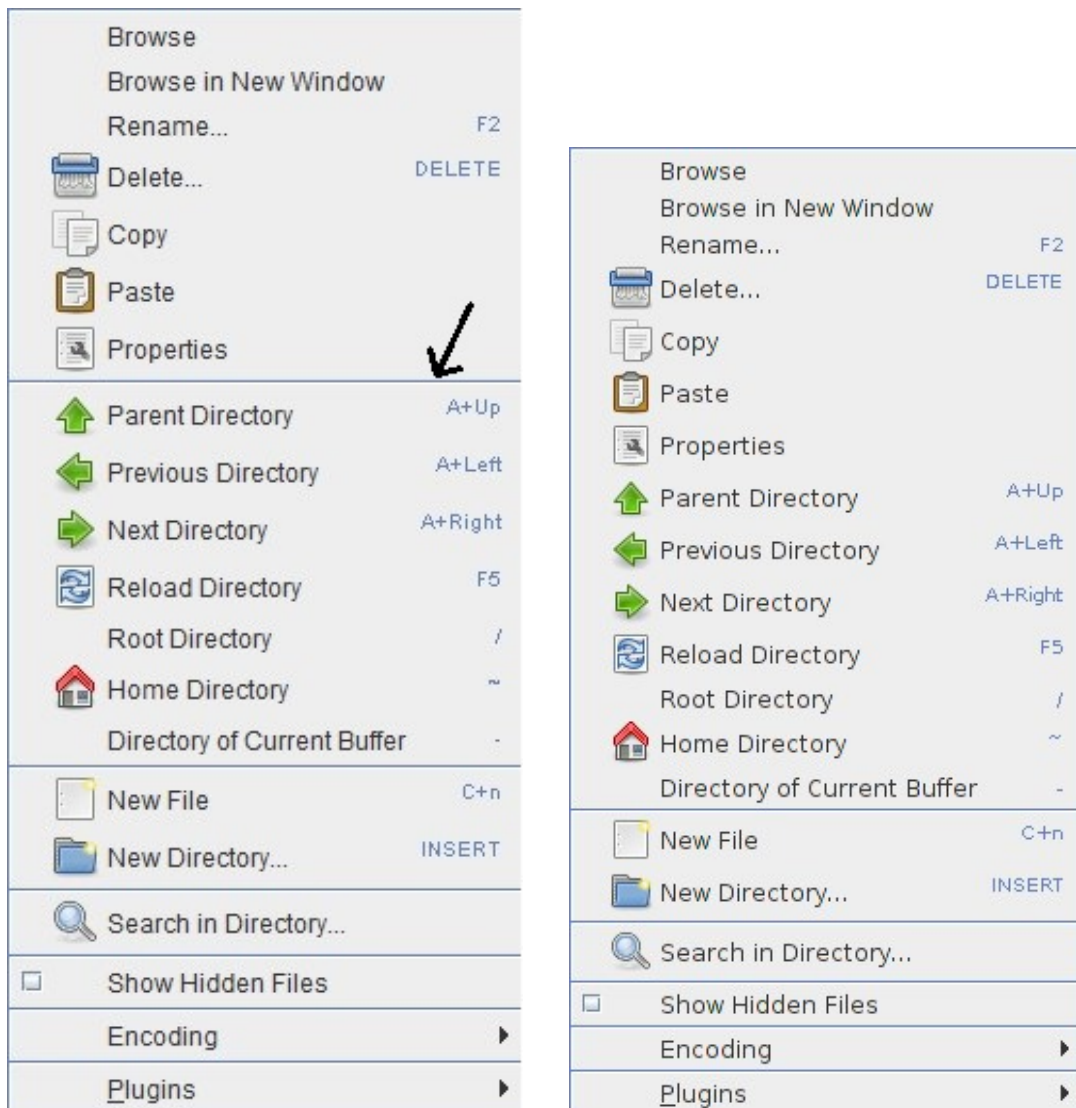 Browse
Browse in New Window
Rename... F2
Delete... DELETE
Copy
Paste
Properties
Parent Directory A+Up
Previous Directory A+Left
Next Directory A+Right
Reload Directory F5
Root Directory /
Home Directory ~
Directory of Current Buffer -
New File C+n
New Directory... INSERT
Search in Directory...
Show Hidden Files
Encoding
Plugins
Browse
Browse in New Window
Rename... F2
Delete... DELETE
Copy
Paste
Properties
Parent Directory A+Up
Previous Directory A+Left
Next Directory A+Right
Reload Directory F5
Root Directory /
Home Directory ~
Directory of Current Buffer -
New File C+n
New Directory... INSERT
Search in Directory...
Show Hidden Files
Encoding
Plugins